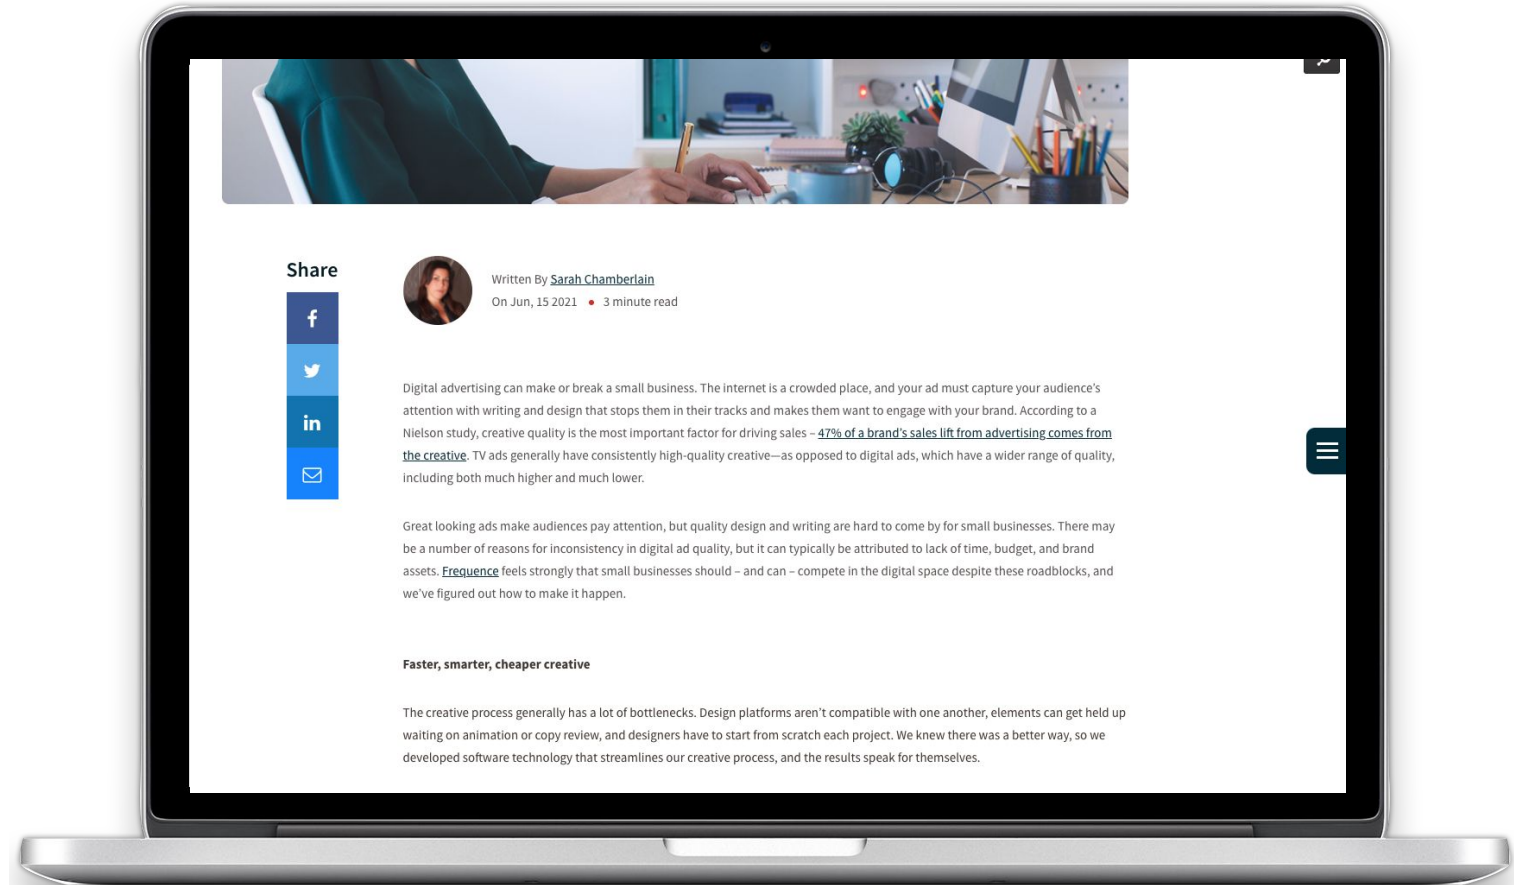 Share
Written By Sarah Chamberlain
On Jun, 15 2021 • 3 minute read
Digital advertising can make or break a small business. The internet is a crowded place, and your ad must capture your audience's
attention with writing and design that stops them in their tracks and makes them want to engage with your brand. According to a
Nielson study, creative quality is the most important factor for driving sales – 47% of a brand's sales lift from advertising comes from
the creative. TV ads generally have consistently high-quality creative—as opposed to digital ads, which have a wider range of quality,
including both much higher and much lower.
Great looking ads make audiences pay attention, but quality design and writing are hard to come by for small businesses. There may
be a number of reasons for inconsistency in digital ad quality, but it can typically be attributed to lack of time, budget, and brand
assets. Frequence feels strongly that small businesses should – and can – compete in the digital space despite these roadblocks, and
we've figured out how to make it happen.
Faster, smarter, cheaper creative
The creative process generally has a lot of bottlenecks. Design platforms aren't compatible with one another, elements can get held up
waiting on animation or copy review, and designers have to start from scratch each project. We knew there was a better way, so we
developed software technology that streamlines our creative process, and the results speak for themselves.